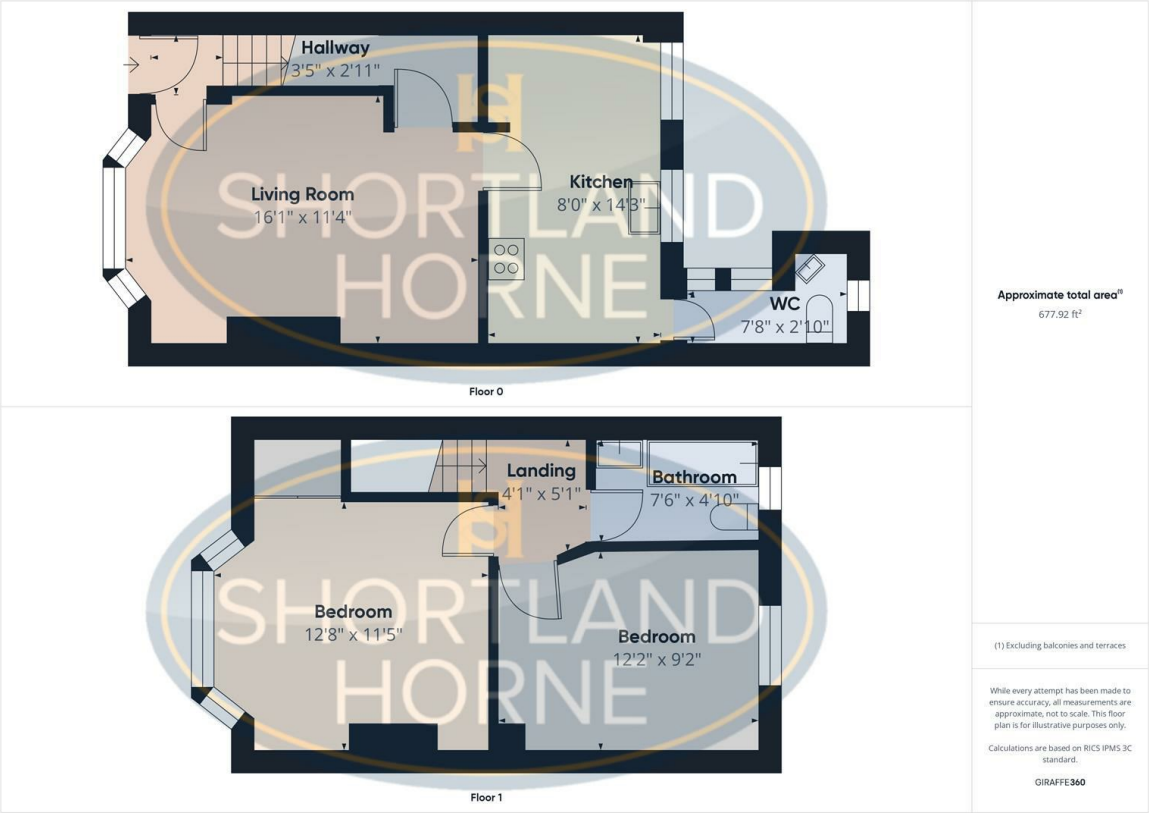 Hallway
3'5" x 2'11"
Living Room
16'1" x 11'4"
Kitchen
8'0" x 14'3"
WC
7'8" x 2'10"
SHORTLAND
HORNE
Floor 0
Landing
4'1" x 5'1"
Bathroom
7'6" x 4'10"
Bedroom
12'8" x 11'5"
Bedroom
12'2" x 9'2"
SHORTLAND
HORNE
Floor 1
Approximate total area(1)
677.92 ft²
(1) Excluding balconies and terraces
While every attempt has been made to
ensure accuracy, all measurements are
approximate, not to scale. This floor
plan is for illustrative purposes only.
Calculations are based on RICS IPMS 3C
standard.
GIRAFFE360